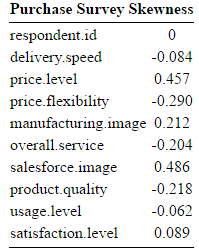 Purchase Survey Skewness
respondent.id 0
delivery.speed -0.084
price.level 0.457
price.flexibility -0.290
manufacturing.image 0.212
overall.service -0.204
salesforce.image 0.486
product.quality -0.218
usage.level -0.062
satisfaction.level 0.089